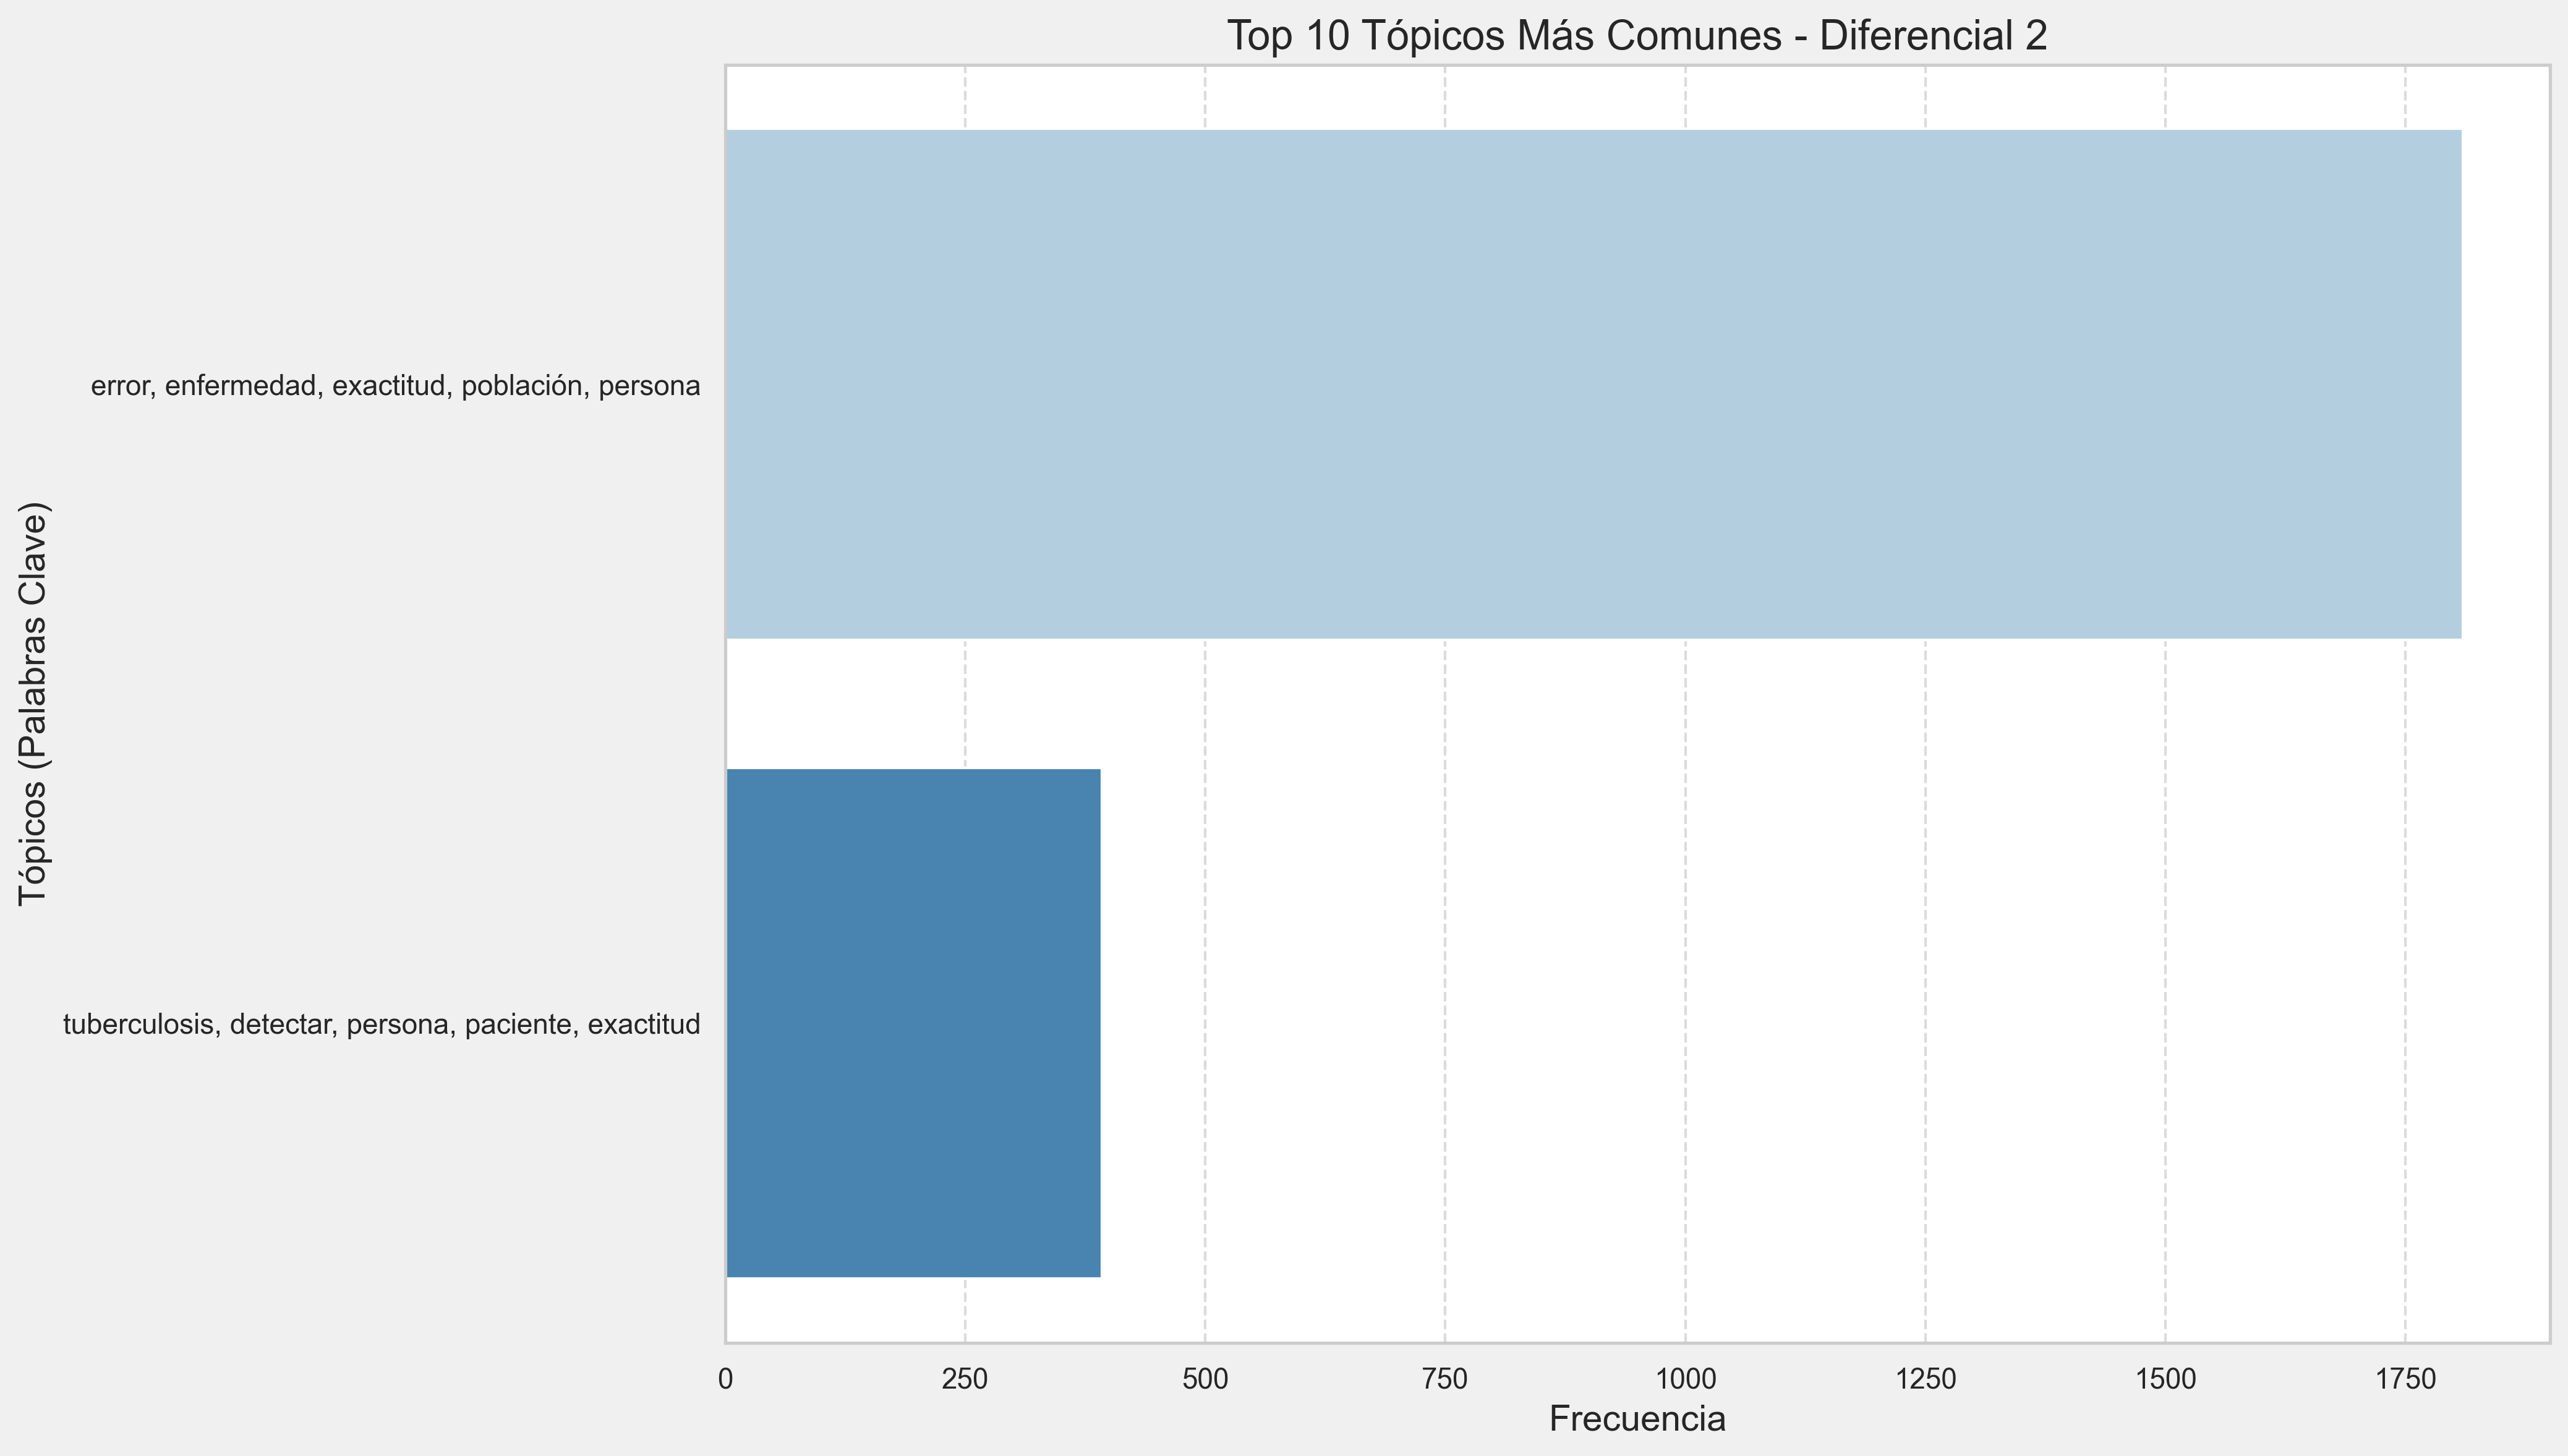 Top 10 Tópicos Más Comunes - Diferencial 2
Tópicos (Palabras Clave)
error, enfermedad, exactitud, población, persona
tuberculosis, detectar, persona, paciente, exactitud
0 250 500 750 1000 1250 1500 1750
Frecuencia